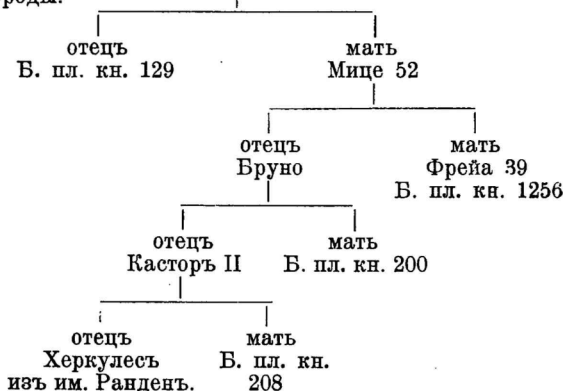 роды.
отецъ мать
Б. пл. кн. 129 Мице 52
отецъ мать
Бруно Фрейа 39
Б. пл. кн. 1256
отецъ мать
Касторъ II Б. пл. кн. 200
отецъ мать
Херкулесъ Б. пл. кн.
изъ им. Ранденъ. 208